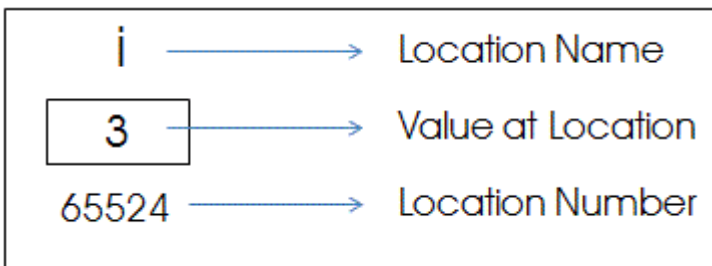 i Location Name
3 Value at Location
65524 Location Number